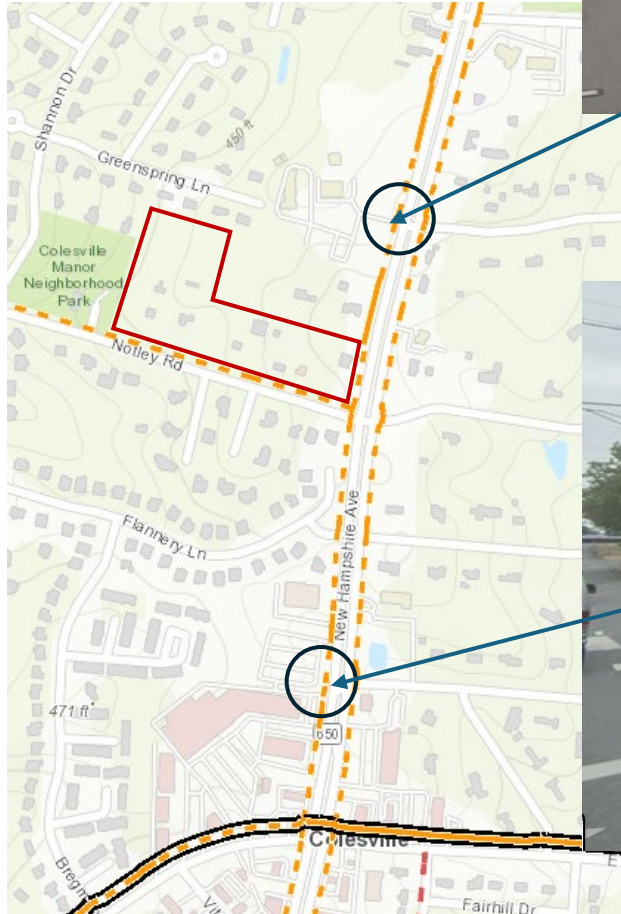 Shannon Dr
450 ft
Greenspring Ln
Colesville
Manor
Neighborhood
Park
Notley Rd
Flannery Ln
New Hampshire Ave
471 ft
650
Colesville
Fairhill Dr